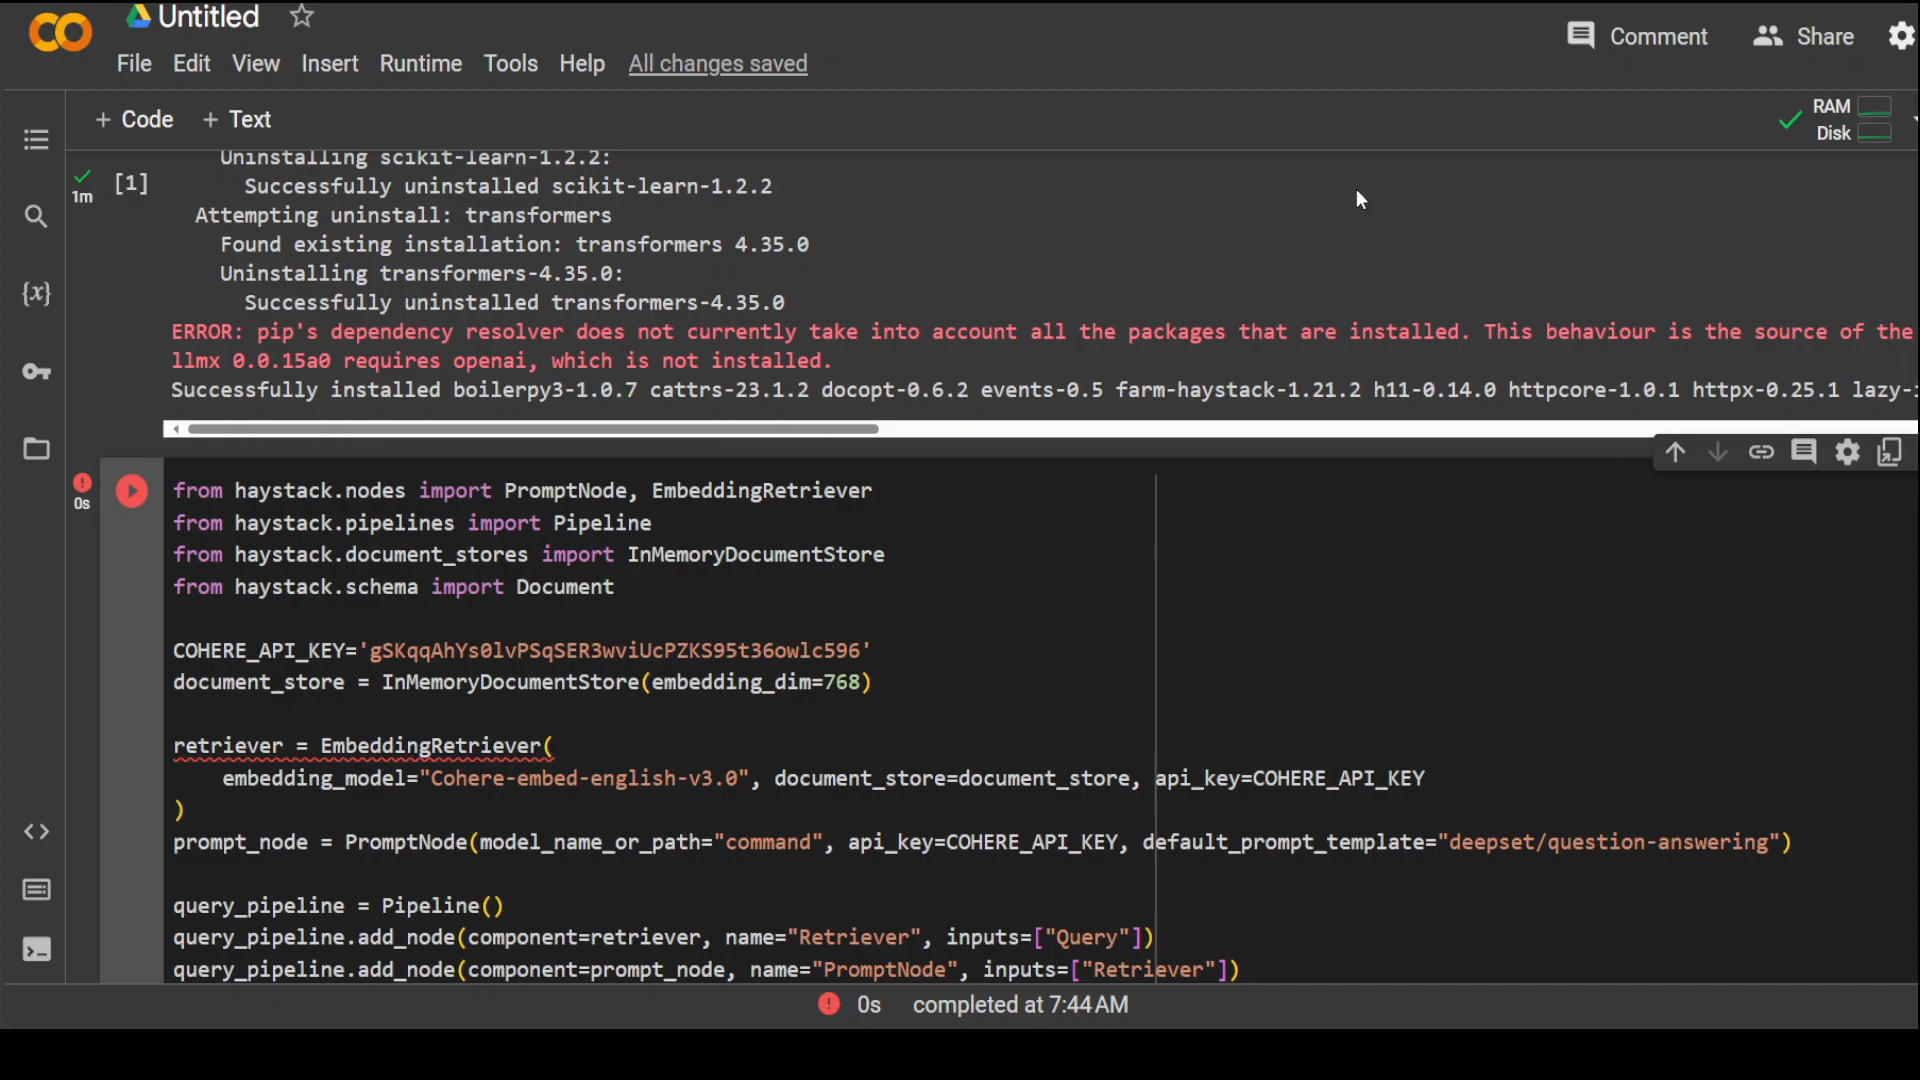 Untitled
File Edit View Insert Runtime Tools Help All changes saved
Comment Share
+ Code + Text
RAM
Disk
1m
[1]
Uninstalling scikit-learn-1.2.2:
Successfully uninstalled scikit-learn-1.2.2
Attempting uninstall: transformers
Found existing installation: transformers 4.35.0
Uninstalling transformers-4.35.0:
Successfully uninstalled transformers-4.35.0
ERROR: pip's dependency resolver does not currently take into account all the packages that are installed. This behaviour is the source of the
llmx 0.0.15a0 requires openai, which is not installed.
Successfully installed boilerpy3-1.0.7 cattrs-23.1.2 docopt-0.6.2 events-0.5 farm-haystack-1.21.2 h11-0.14.0 httpcore-1.0.1 httpx-0.25.1 lazy-
0s
from haystack.nodes import PromptNode, EmbeddingRetriever
from haystack.pipelines import Pipeline
from haystack.document_stores import InMemoryDocumentStore
from haystack.schema import Document
COHERE_API_KEY='gSKqqAhYs0lvPSqSER3wviUcPZKS95t36owlc596'
document_store = InMemoryDocumentStore(embedding_dim=768)
retriever = EmbeddingRetriever(
embedding_model="Cohere-embed-english-v3.0", document_store=document_store, api_key=COHERE_API_KEY
)
prompt_node = PromptNode(model_name_or_path="command", api_key=COHERE_API_KEY, default_prompt_template="deepset/question-answering")
query_pipeline = Pipeline()
query_pipeline.add_node(component=retriever, name="Retriever", inputs=["Query"])
query_pipeline.add_node(component=prompt_node, name="PromptNode", inputs=["Retriever"])
0s completed at 7:44 AM